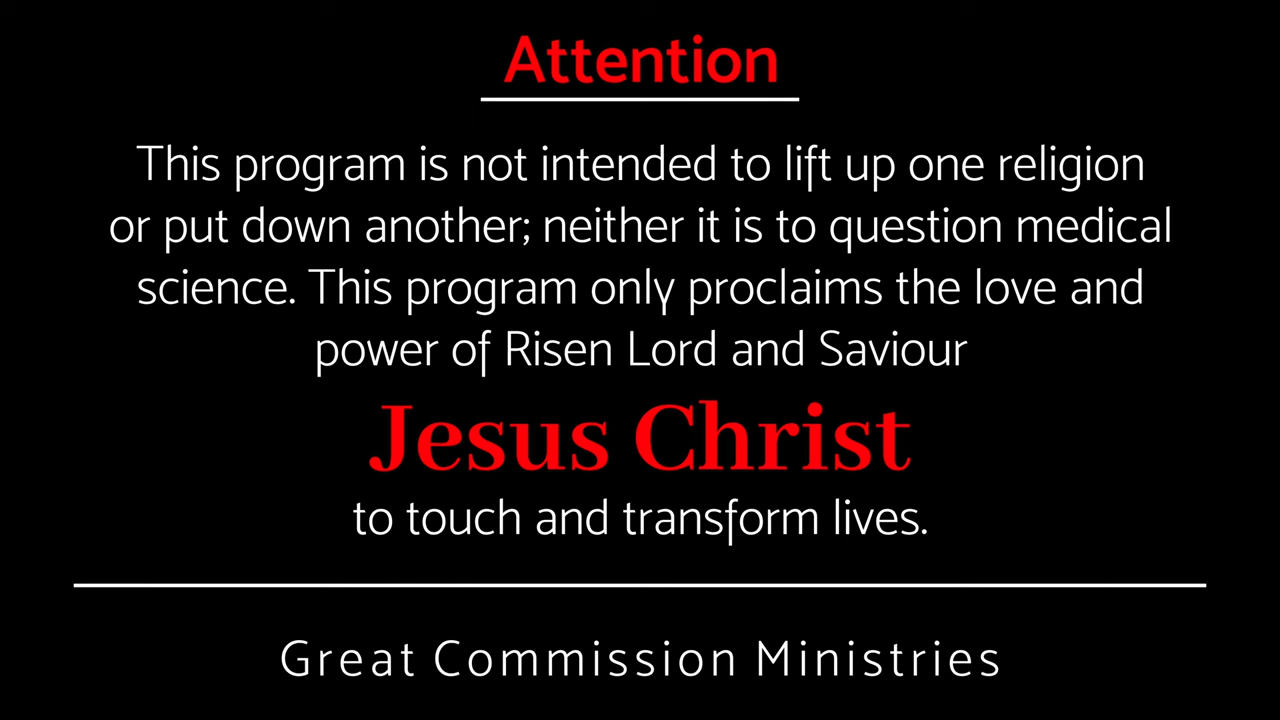 Attention
This program is not intended to lift up one religion
or put down another; neither it is to question medical
science. This program only proclaims the love and
power of Risen Lord and Saviour
Jesus Christ
to touch and transform lives.
Great Commission Ministries